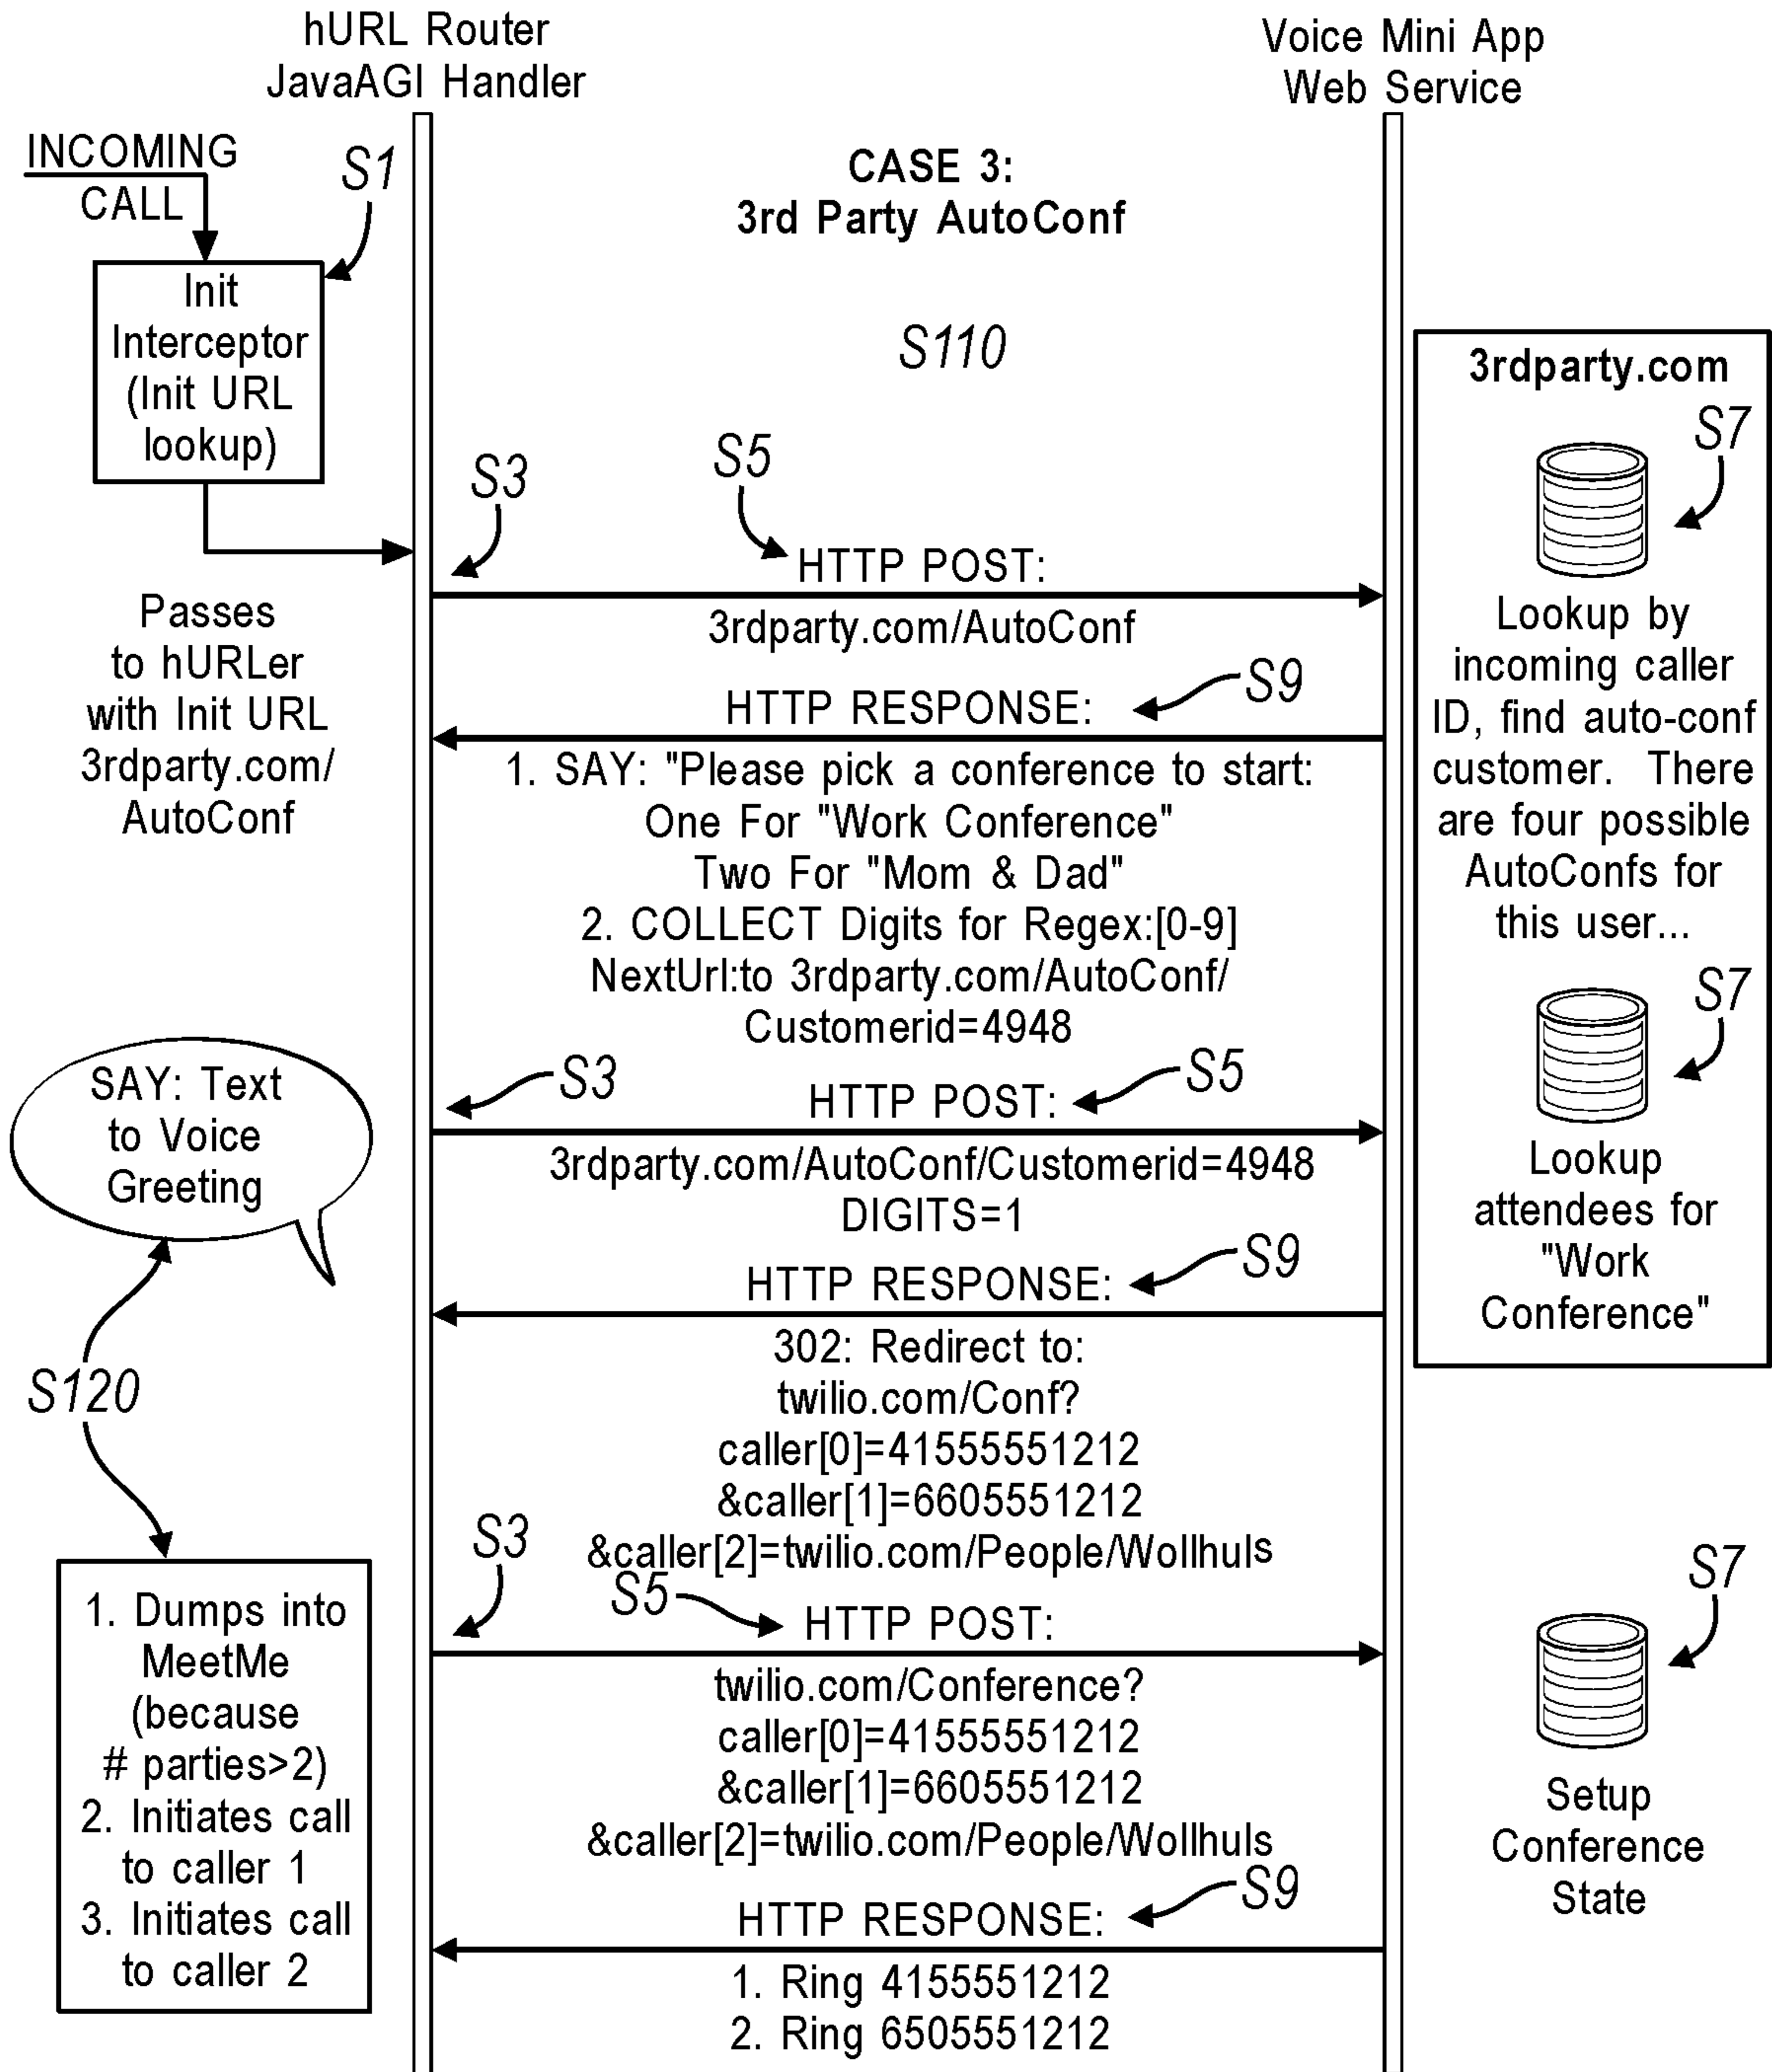 hURL Router
JavaAGI Handler
Voice Mini App
Web Service
INCOMING
CALL
S1
CASE 3:
3rd Party AutoConf
S110
Init
Interceptor
(Init URL
lookup)
Passes
to hURLer
with Init URL
3rdparty.com/
AutoConf
S3
S5
HTTP POST:
3rdparty.com/AutoConf
HTTP RESPONSE:
S9
1. SAY: "Please pick a conference to start:
One For "Work Conference"
Two For "Mom & Dad"
2. COLLECT Digits for Regex:[0-9]
NextUrl:to 3rdparty.com/AutoConf/
Customerid=4948
3rdparty.com
S7
Lookup by
incoming caller
ID, find auto-conf
customer. There
are four possible
AutoConfs for
this user...
S7
Lookup
attendees for
"Work
Conference"
SAY: Text
to Voice
Greeting
S120
S3
HTTP POST:
S5
3rdparty.com/AutoConf/Customerid=4948
DIGITS=1
HTTP RESPONSE:
S9
302: Redirect to:
twilio.com/Conf?
caller[0]=41555551212
&caller[1]=6605551212
&caller[2]=twilio.com/People/Wollhuls
S3
S5
HTTP POST:
twilio.com/Conference?
caller[0]=41555551212
&caller[1]=6605551212
&caller[2]=twilio.com/People/Wollhuls
S9
HTTP RESPONSE:
1. Ring 4155551212
2. Ring 6505551212
1. Dumps into
MeetMe
(because
# parties>2)
2. Initiates call
to caller 1
3. Initiates call
to caller 2
S7
Setup
Conference
State